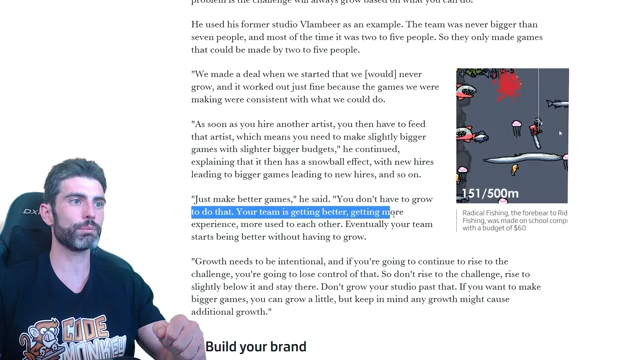 problem is the challenge will always grow based on what you can do."
He used his former studio Vlambeer as an example. The team was never bigger than
seven people, and most of the time it was two to five people. So they only made games
that could be made by two to five people.
"We made a deal when we started that we [would] never
grow, and it worked out just fine because the games we were
making were consistent with what we could do.
"As soon as you hire another artist, you then have to feed
that artist, which means you need to make slightly bigger
games with slighter bigger budgets," he continued,
explaining that it then has a snowball effect, with new hires
leading to bigger games leading to new hires, and so on.
"Just make better games," he said. "You don't have to grow
to do that. Your team is getting better, getting more
experience, more used to each other. Eventually your team
starts being better without having to grow.
"Growth needs to be intentional, and if you're going to continue to rise to the
challenge, you're going to lose control of that. So don't rise to the challenge, rise to
slightly below it and stay there. Don't grow your studio past that. If you want to make
bigger games, you can grow a little, but keep in mind any growth might cause
additional growth."
Build your brand
151/500m
Radical Fishing, the forebear to Rid
Fishing, was made on school comp
with a budget of $60
CODE
MONKEY